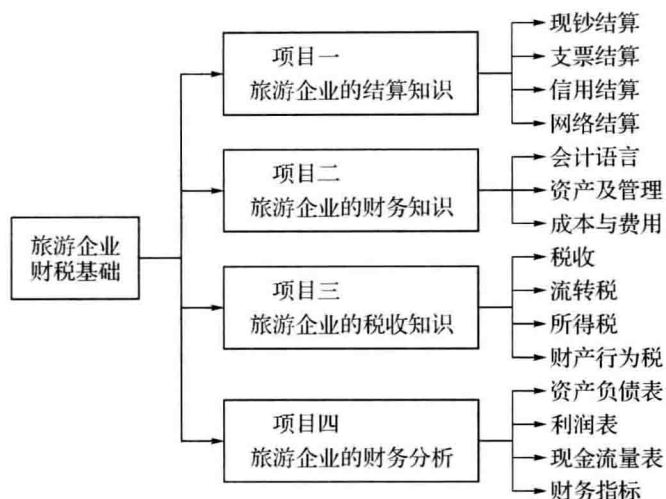 旅游企业
财税基础
项目一
旅游企业的结算知识
现钞结算
支票结算
信用结算
网络结算
项目二
旅游企业的财务知识
会计语言
资产及管理
成本与费用
项目三
旅游企业的税收知识
税收
流转税
所得税
财产行为税
项目四
旅游企业的财务分析
资产负债表
利润表
现金流量表
财务指标